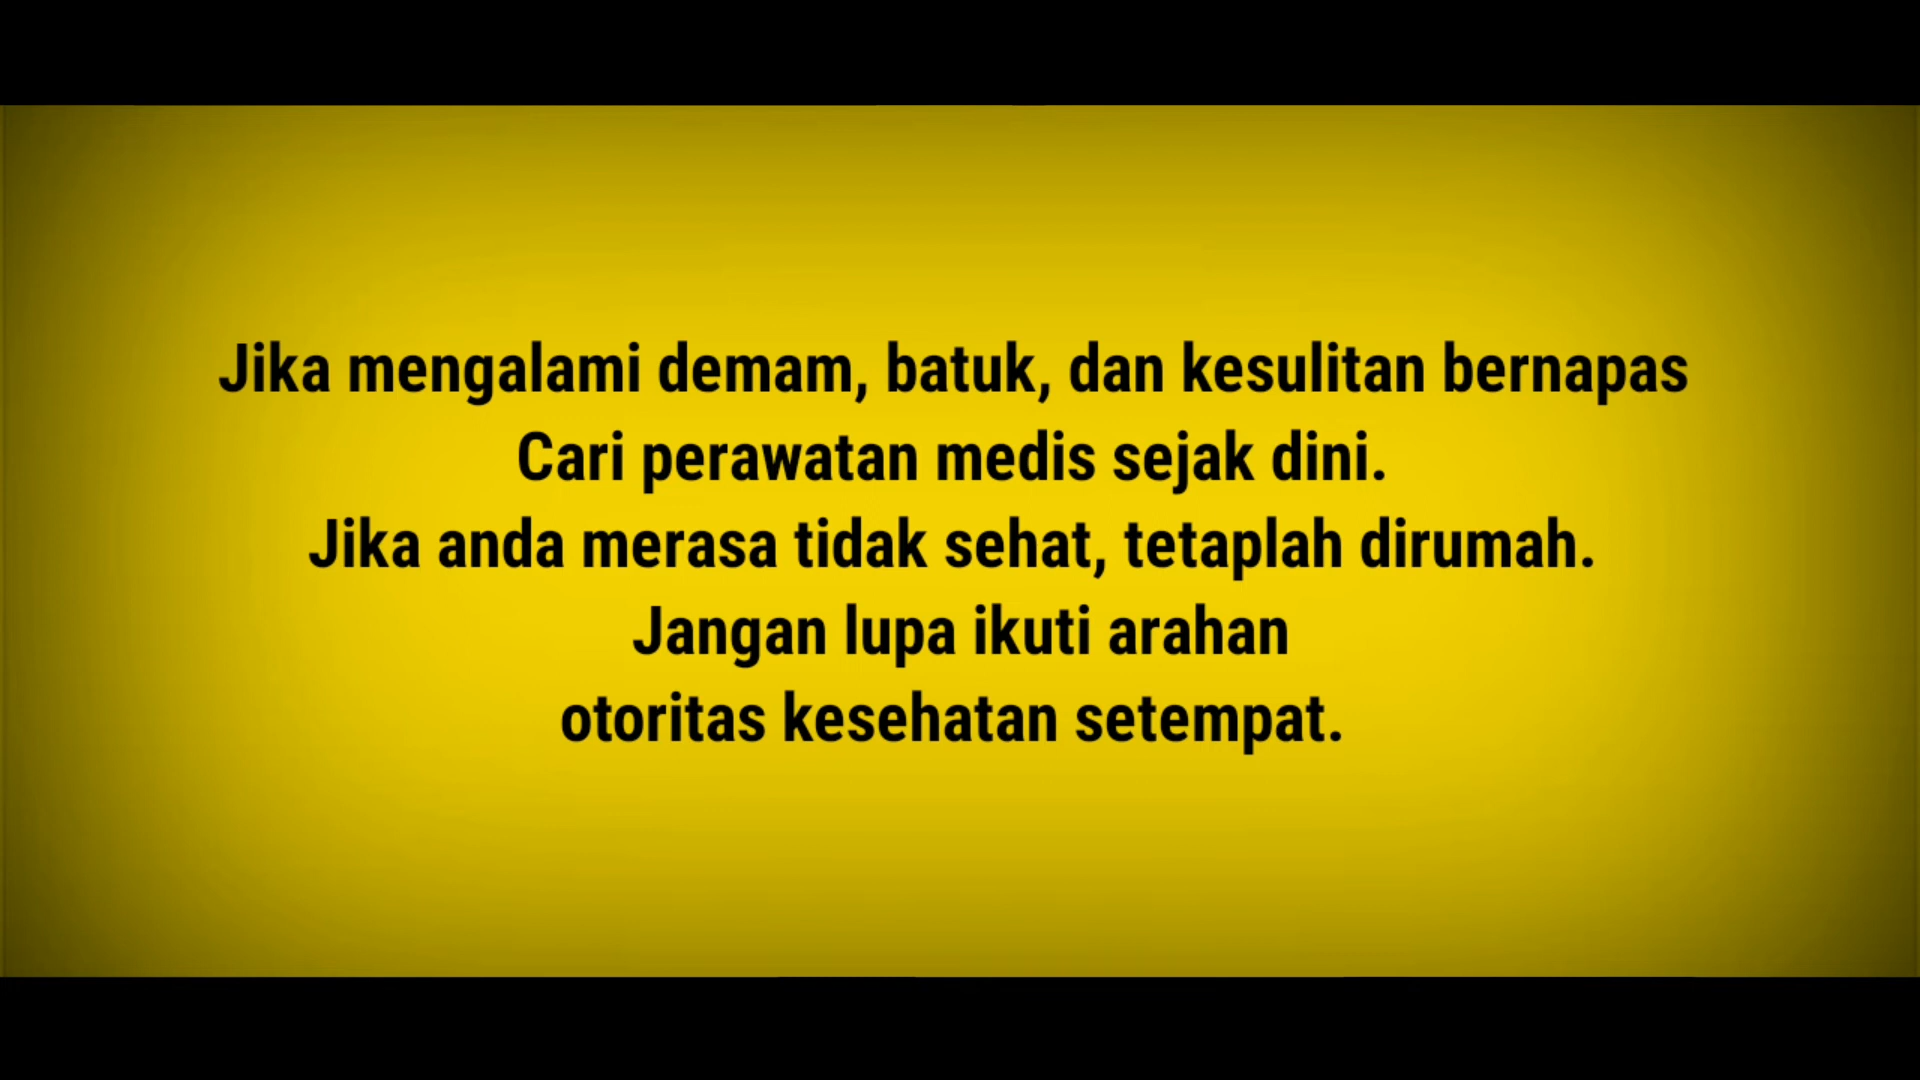 Jika mengalami demam, batuk, dan kesulitan bernapas
Cari perawatan medis sejak dini.
Jika anda merasa tidak sehat, tetaplah dirumah.
Jangan lupa ikuti arahan
otoritas kesehatan setempat.